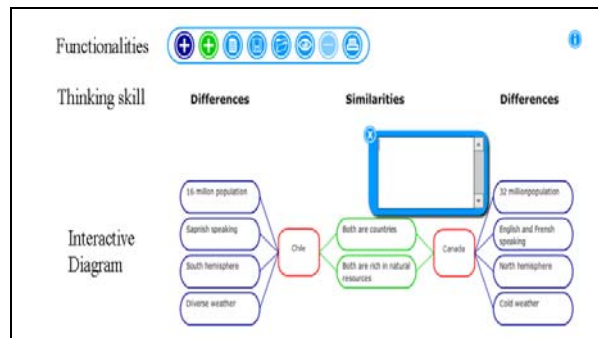 Functionalities
Thinking skill
Differences
Similarities
Differences
16 millon population
Sapnish speaking
South hemisphere
Diverse weather
Chile
Both are countries
Both are rich in natural
resources
Canada
32 millionpopulation
English and Frensh
speaking
North hemisphere
Cold weather
Interactive
Diagram